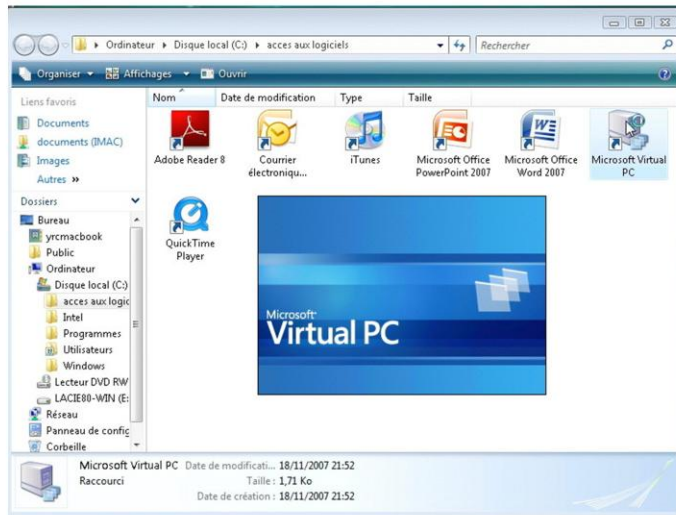 Ordinateur ▸ Disque local (C:) ▸ acces aux logiciels
Rechercher
Organiser Affichages Ouvrir
Liens favoris
Documents
documents (IMAC)
Images
Autres »
Dossiers
Bureau
yrcmacbook
Public
Ordinateur
Disque local (C:)
acces aux logic
Intel
Programmes
Utilisateurs
Windows
Lecteur DVD RW
LACIE80-WIN (E:
Réseau
Panneau de config
Corbeille
Nom Date de modification Type Taille
Adobe Reader 8
Courrier
électroniqu...
iTunes
Microsoft Office
PowerPoint 2007
Microsoft Office
Word 2007
Microsoft Virtual
PC
QuickTime
Player
Microsoft
Virtual PC
Microsoft Virtual PC Date de modificati... 18/11/2007 21:52
Raccourci Taille : 1,71 Ko
Date de création : 18/11/2007 21:52